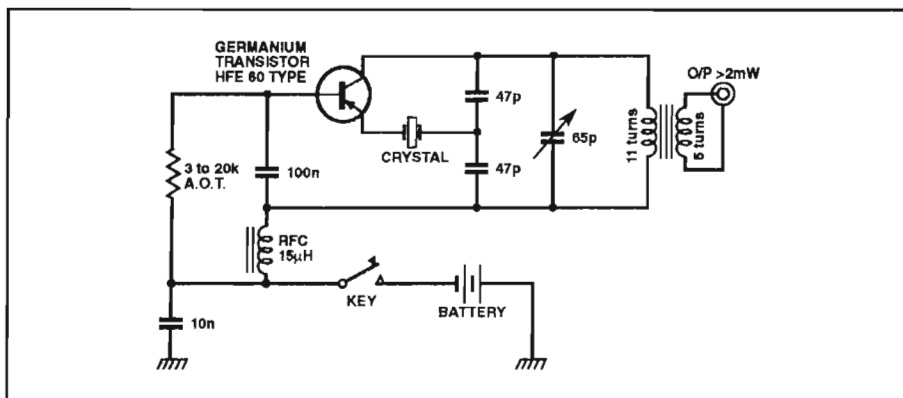 GERMANIUM
TRANSISTOR
HFE 60 TYPE
O/P >2mW
47p
65p
11 turns
5 turns
CRYSTAL
47p
3 to 20k
A.O.T.
100n
RFC
15µH
KEY
BATTERY
10n